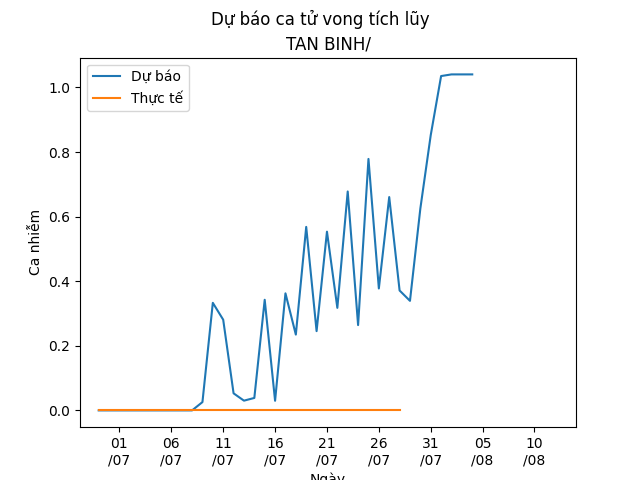 Dự báo ca tử vong tích lũy
TAN BINH/
Dự báo
Thực tế
Ca nhiễm
1.0
0.8
0.6
0.4
0.2
0.0
01 06 11 16 21 26 31 05 10
/07 /07 /07 /07 /07 /07 /07 /08 /08
Ngày